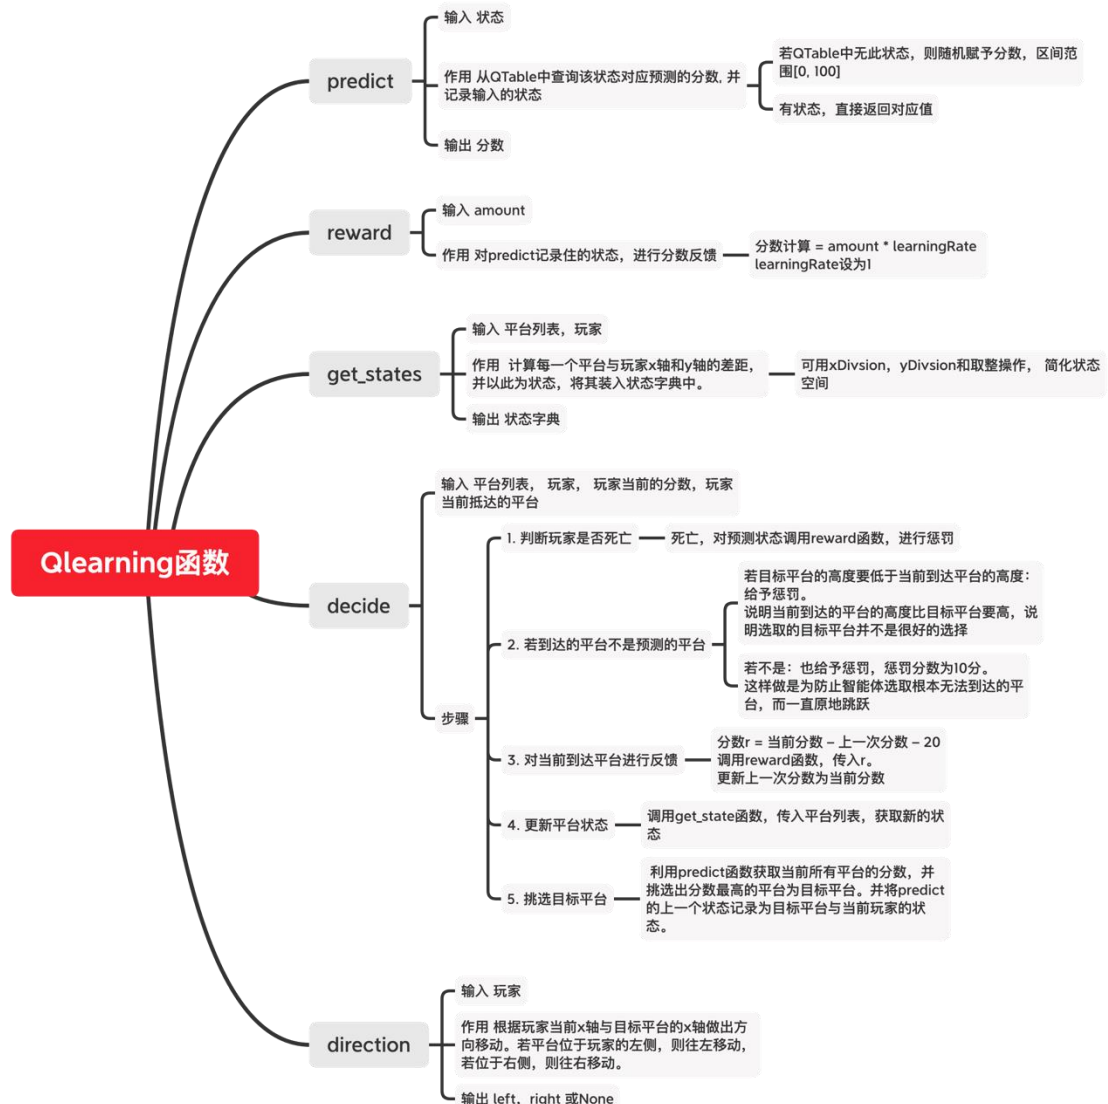 Qlearning函数
predict
输入 状态
作用 从QTable中查询该状态对应预测的分数, 并
记录输入的状态
若QTable中无此状态，则随机赋予分数，区间范
围[0, 100]
有状态，直接返回对应值
输出 分数
reward
输入 amount
作用 对predict记录住的状态，进行分数反馈
分数计算 = amount * learningRate
learningRate设为1
get_states
输入 平台列表，玩家
作用 计算每一个平台与玩家x轴和y轴的差距，
并以此为状态，将其装入状态字典中。
可用xDivsion，yDivsion和取整操作， 简化状态
空间
输出 状态字典
decide
输入 平台列表， 玩家， 玩家当前的分数，玩家
当前抵达的平台
步骤
1. 判断玩家是否死亡
死亡，对预测状态调用reward函数，进行惩罚
2. 若到达的平台不是预测的平台
若目标平台的高度要低于当前到达平台的高度：
给予惩罚。
说明当前到达的平台的高度比目标平台要高，说
明选取的目标平台并不是很好的选择
若不是：也给予惩罚，惩罚分数为10分。
这样做是为防止智能体选取根本无法到达的平
台，而一直原地跳跃
3. 对当前到达平台进行反馈
分数r = 当前分数 – 上一次分数 – 20
调用reward函数，传入r。
更新上一次分数为当前分数
4. 更新平台状态
调用get_state函数，传入平台列表，获取新的状
态
5. 挑选目标平台
利用predict函数获取当前所有平台的分数，并
挑选出分数最高的平台为目标平台。并将predict
的上一个状态记录为目标平台与当前玩家的状
态。
direction
输入 玩家
作用 根据玩家当前x轴与目标平台的x轴做出方
向移动。若平台位于玩家的左侧，则往左移动，
若位于右侧，则往右移动。
输出 left，right 或None